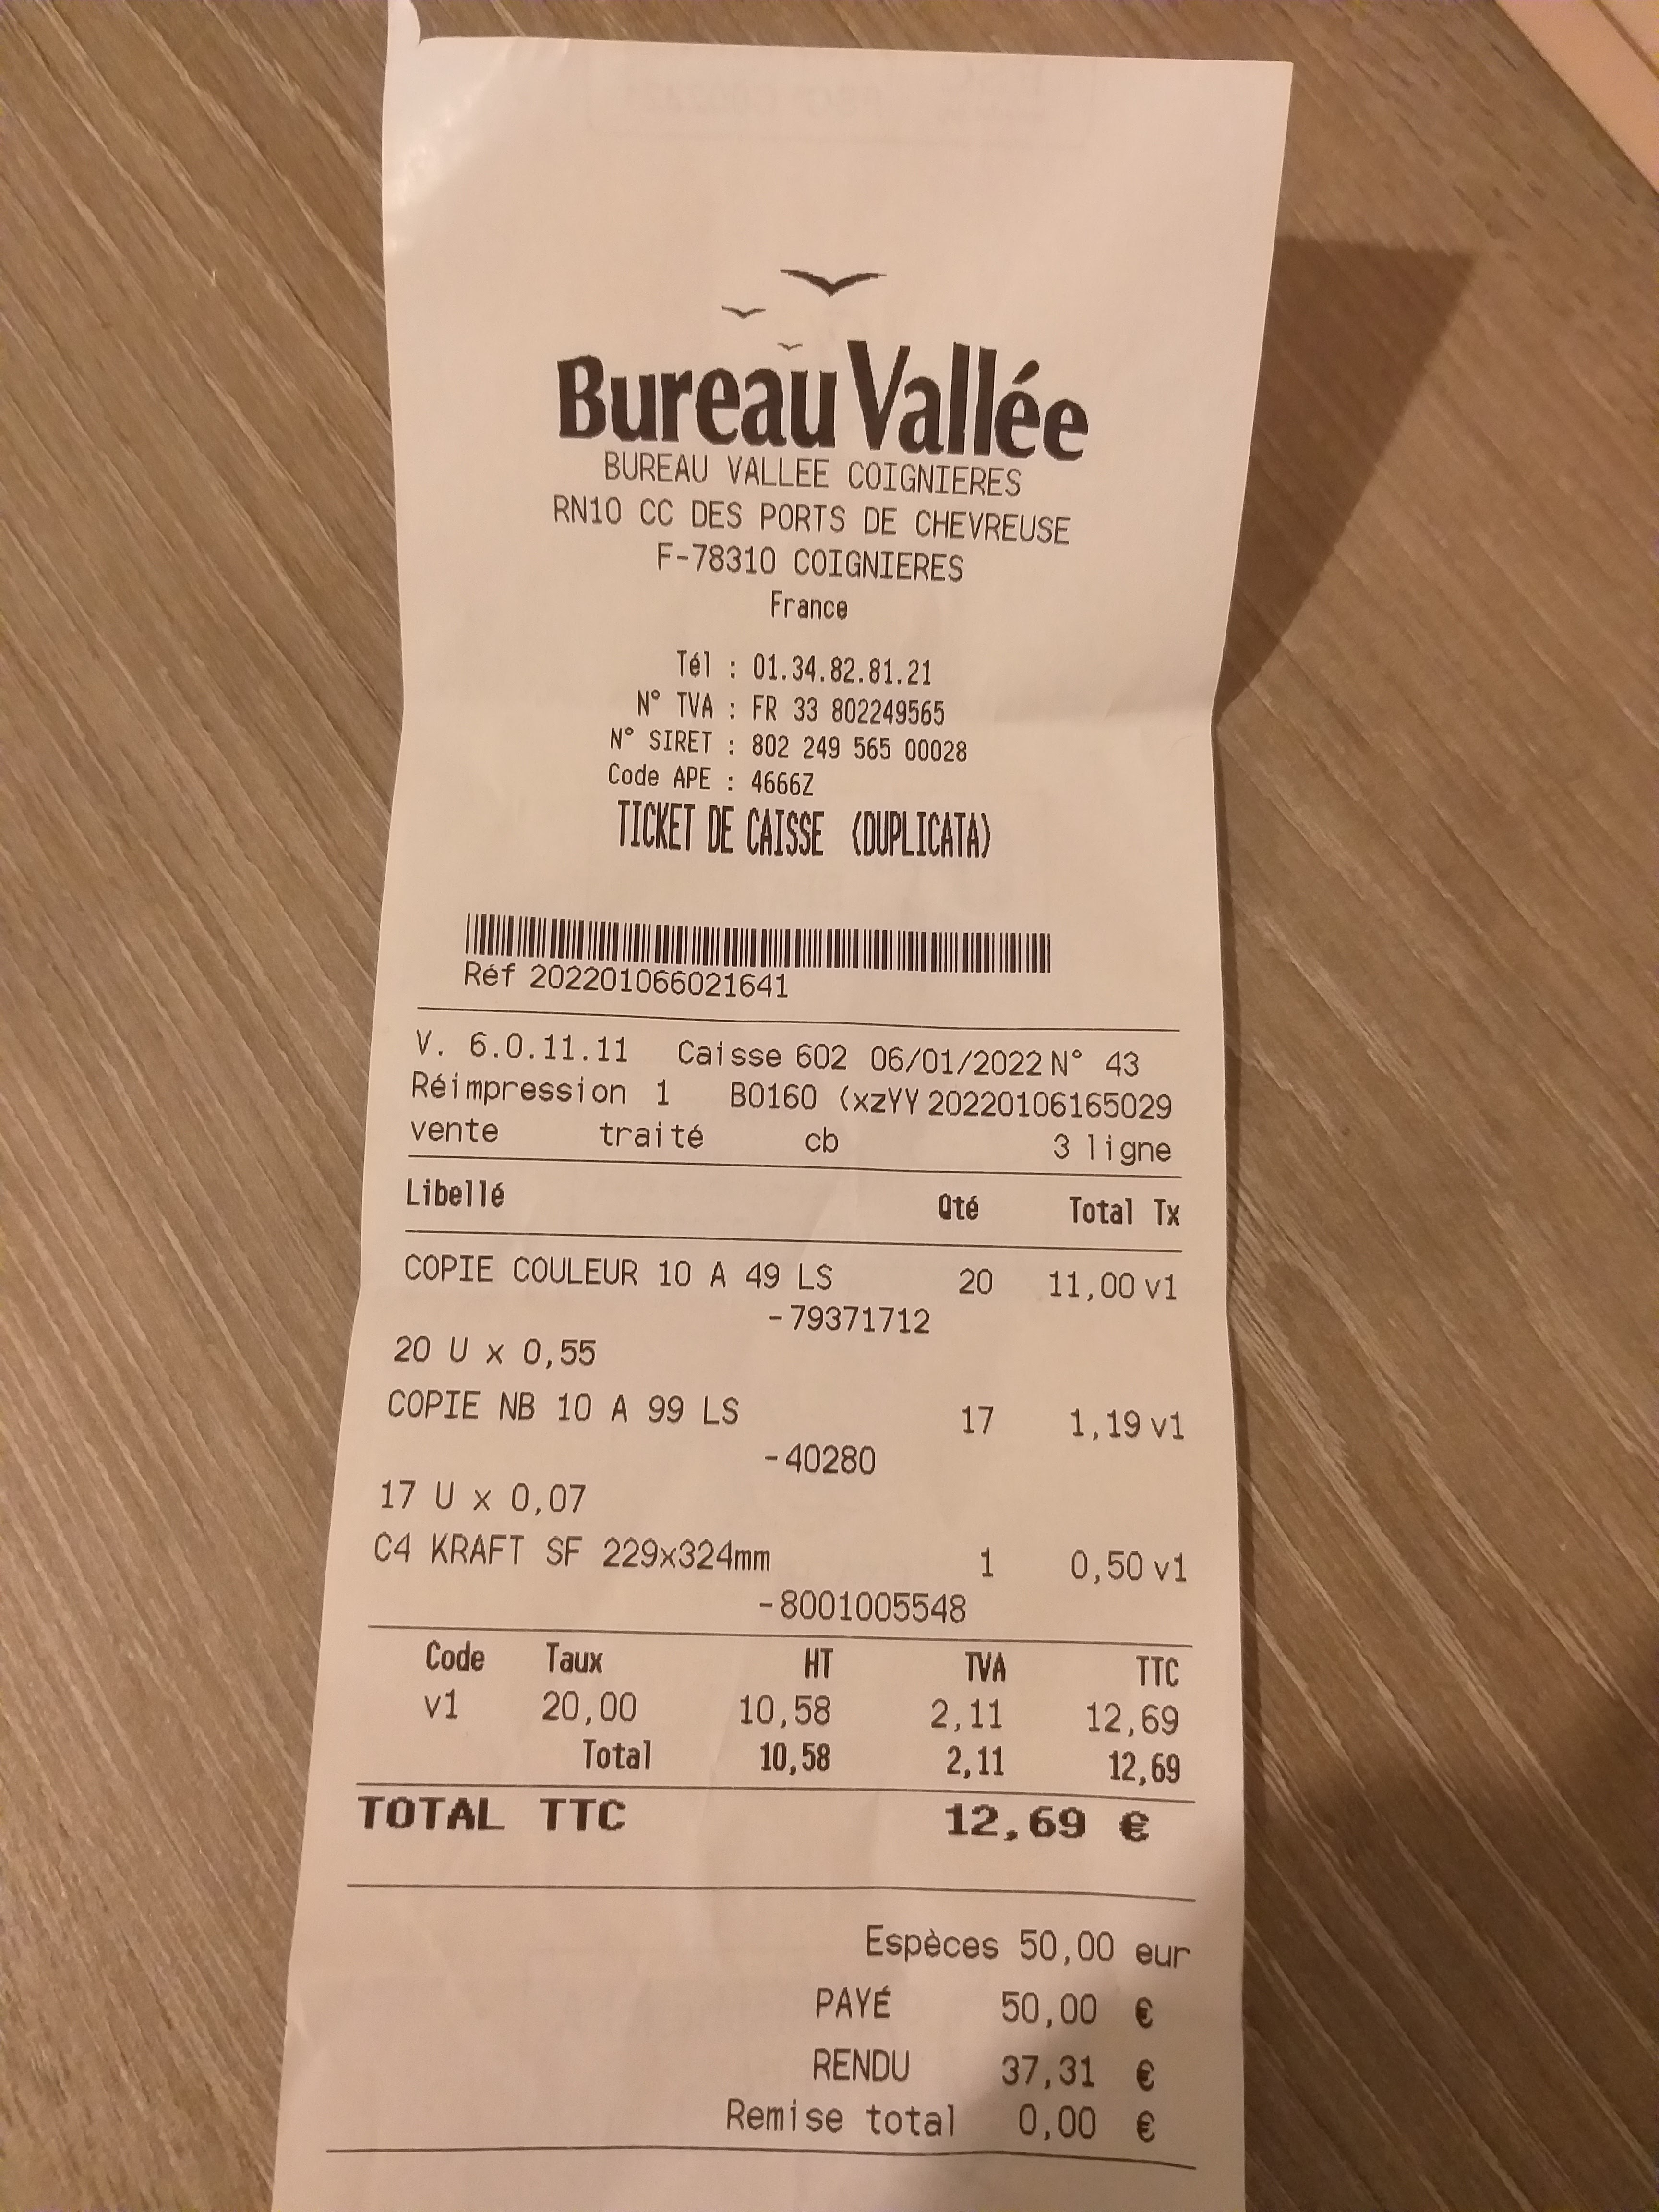 Bureau Vallée
BUREAU VALLEE COIGNIERES
RN10 CC DES PORTS DE CHEVREUSE
F-78310 COIGNIERES
France
Tél : 01.34.82.81.21
N° TVA : FR 33 802249565
N° SIRET : 802 249 565 00028
Code APE : 4666Z
TICKET DE CAISSE (DUPLICATA)
Réf 202201066021641
V. 6.0.11.11 Caisse 602 06/01/2022 N° 43
Réimpression 1 B0160 (xzYY 20220106165029
vente traité cb 3 ligne
Libellé Qté Total Tx
COPIE COULEUR 10 A 49 LS 20 11,00 v1
-79371712
20 U x 0,55
COPIE NB 10 A 99 LS 17 1,19 v1
-40280
17 U x 0,07
C4 KRAFT SF 229x324mm 1 0,50 v1
-8001005548
Code Taux HT TVA TTC
v1 20,00 10,58 2,11 12,69
Total 10,58 2,11 12,69
TOTAL TTC 12,69 €
Espèces 50,00 eur
PAYÉ 50,00 €
RENDU 37,31 €
Remise total 0,00 €